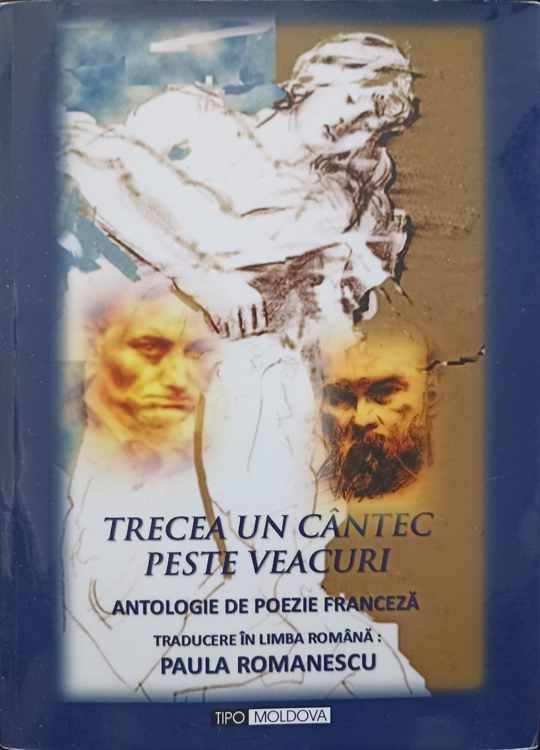 TRECEA UN CÂNTEC
PESTE VEACURI
ANTOLOGIE DE POEZIE FRANCEZĂ
TRADUCERE ÎN LIMBA ROMÂNĂ :
PAULA ROMANESCU
TIPO MOLDOVA